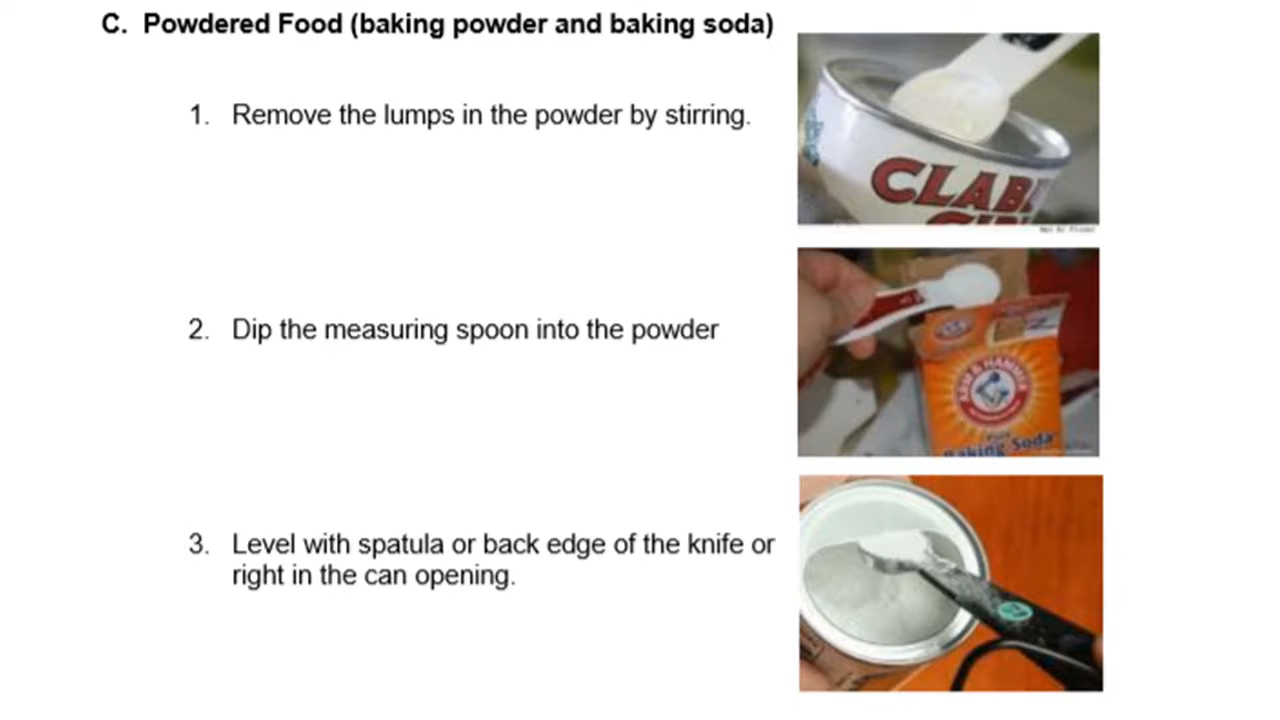 C. Powdered Food (baking powder and baking soda)
1. Remove the lumps in the powder by stirring.
CLAB
2. Dip the measuring spoon into the powder
ARM & HAMMER
Pure
Baking Soda
3. Level with spatula or back edge of the knife or
right in the can opening.